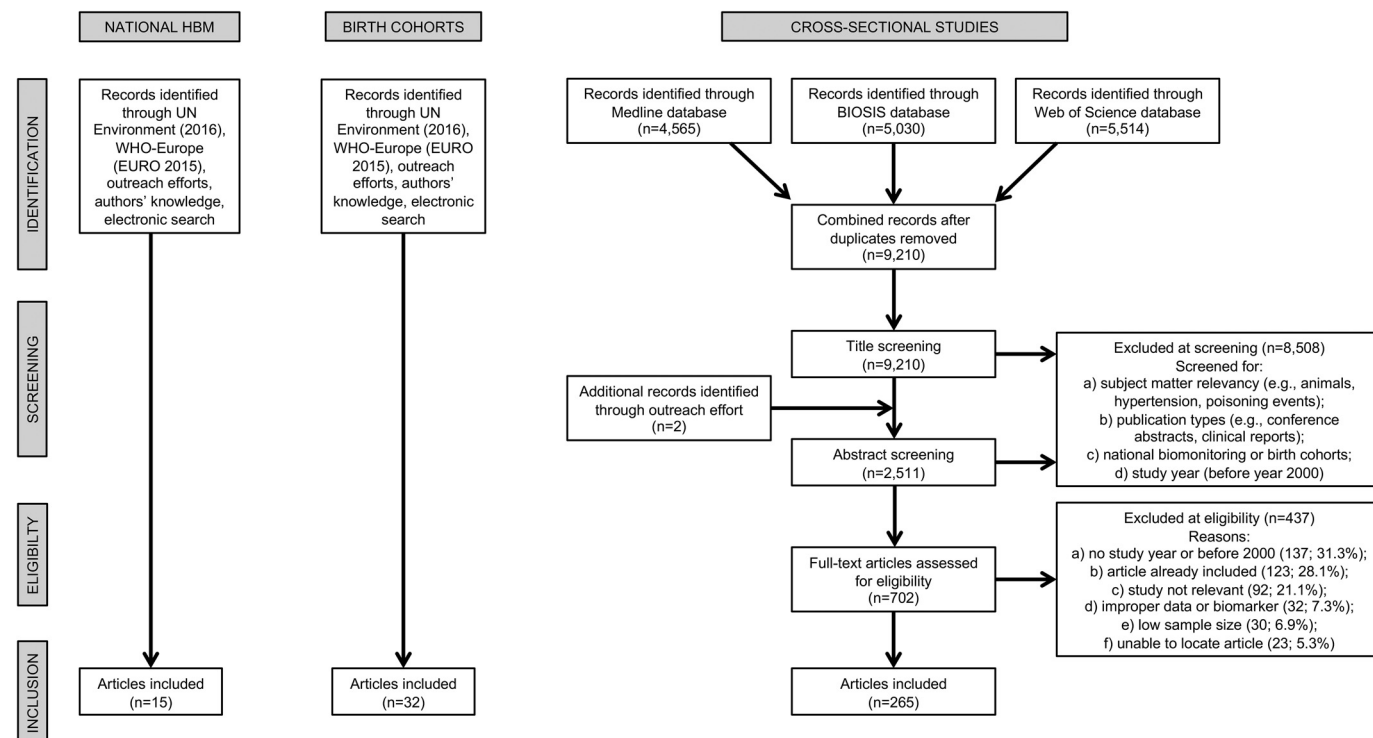 NATIONAL HBM
BIRTH COHORTS
CROSS-SECTIONAL STUDIES
IDENTIFICATION
Records identified
through UN
Environment (2016),
WHO-Europe
(EURO 2015),
outreach efforts,
authors’ knowledge,
electronic search
Records identified
through UN
Environment (2016),
WHO-Europe (EURO
2015), outreach
efforts, authors’
knowledge, electronic
search
Records identified through
Medline database
(n=4,565)
Records identified through
BIOSIS database
(n=5,030)
Records identified through
Web of Science database
(n=5,514)
Combined records after
duplicates removed
(n=9,210)
SCREENING
Title screening
(n=9,210)
Additional records identified
through outreach effort
(n=2)
Abstract screening
(n=2,511)
Excluded at screening (n=8,508)
Screened for:
a) subject matter relevancy (e.g., animals,
hypertension, poisoning events);
b) publication types (e.g., conference
abstracts, clinical reports);
c) national biomonitoring or birth cohorts;
d) study year (before year 2000)
ELIGIBILTY
Full-text articles assessed
for eligibility
(n=702)
Excluded at eligibility (n=437)
Reasons:
a) no study year or before 2000 (137; 31.3%);
b) article already included (123; 28.1%);
c) study not relevant (92; 21.1%);
d) improper data or biomarker (32; 7.3%);
e) low sample size (30; 6.9%);
f) unable to locate article (23; 5.3%)
INCLUSION
Articles included
(n=15)
Articles included
(n=32)
Articles included
(n=265)